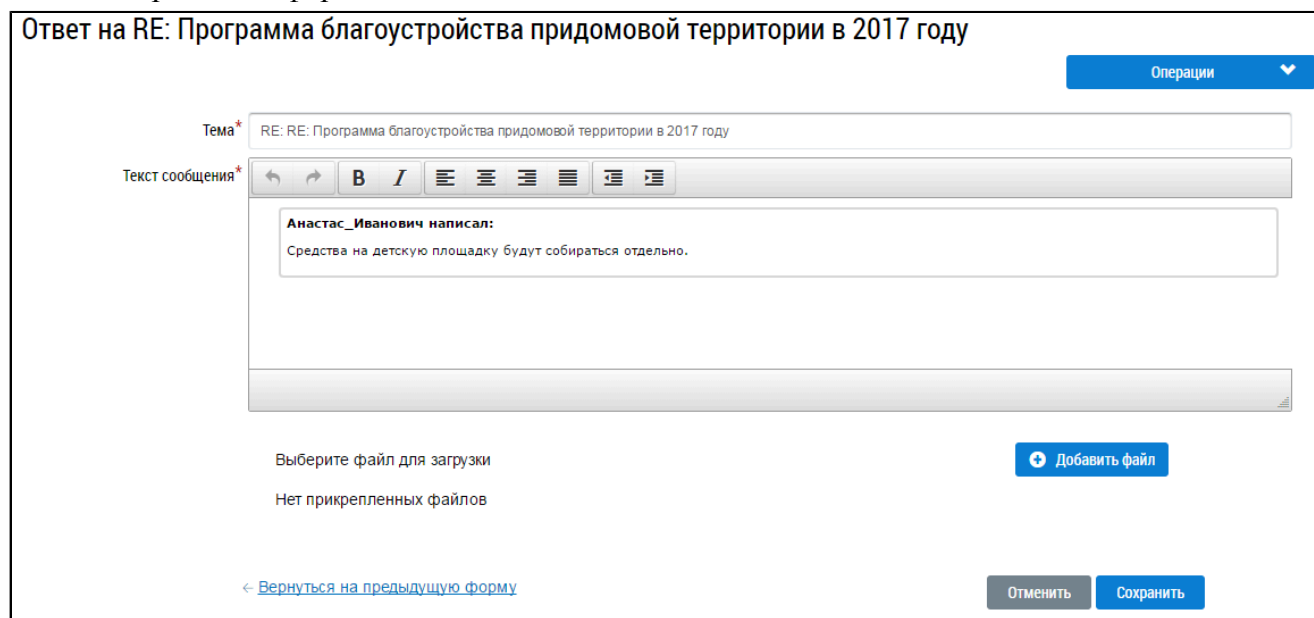 Ответ на RE: Программа благоустройства придомовой территории в 2017 году
Операции
Тема*
RE: RE: Программа благоустройства придомовой территории в 2017 году
Текст сообщения*
B I
Анастас_Иванович написал:
Средства на детскую площадку будут собираться отдельно.
Выберите файл для загрузки
Добавить файл
Нет прикрепленных файлов
← Вернуться на предыдущую форму
Отменить
Сохранить